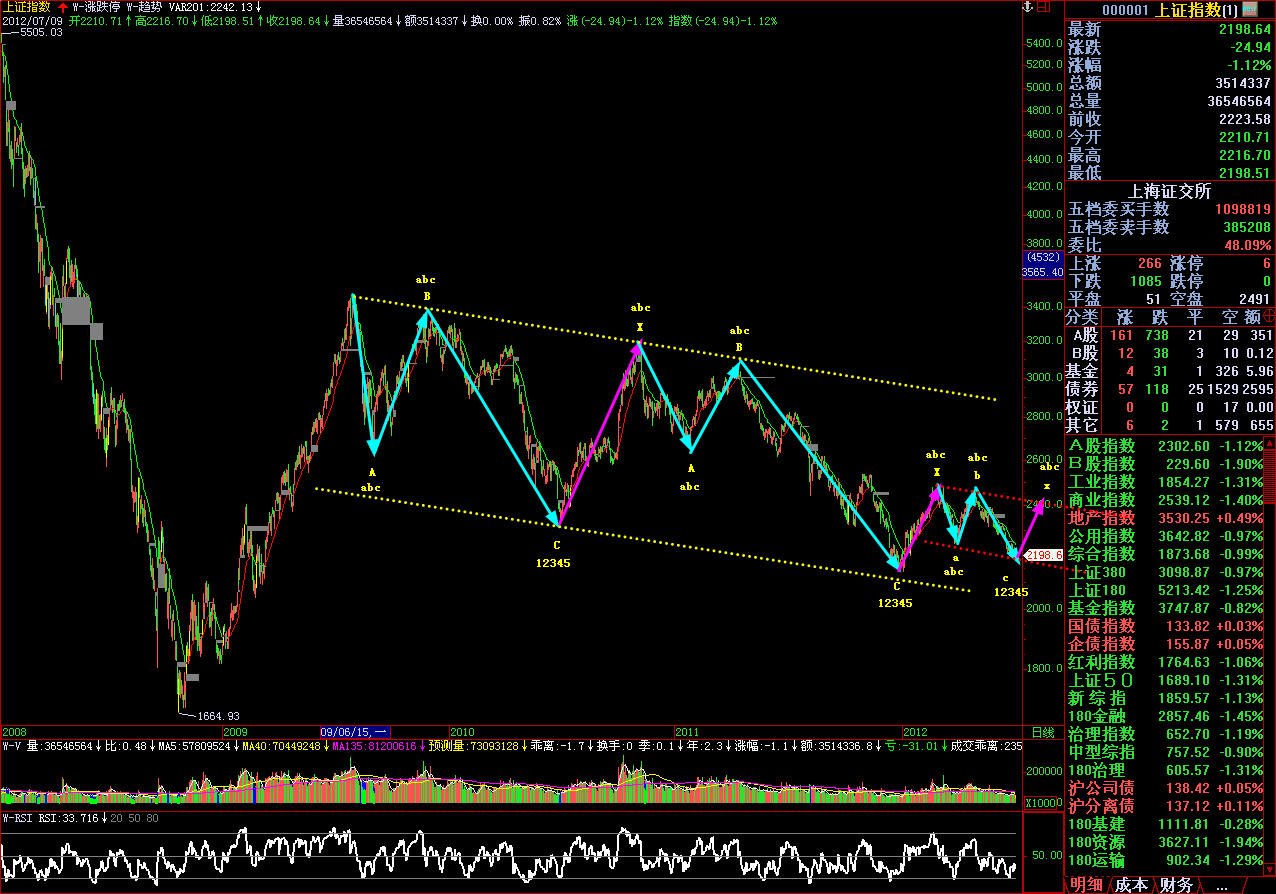 上证指数 W-涨跌停 W-趋势 VAR201:2242.13↓
2012/07/09 开2210.71↑高2216.70↓低2198.51↑收2198.64↓量36546564↓额3514337↓换0.00% 振0.82% 涨(-24.94)-1.12% 指数(-24.94)-1.12%
5505.03
5400.0
5200.0
5000.0
4800.0
4600.0
4400.0
4200.0
4000.0
3800.0
(4532)
3565.40
3400.0
3200.0
3000.0
2800.0
2600.0
2400.0
2198.6
2000.0
1800.0
abc
B
abc
X
abc
B
A
abc
A
abc
abc
X
abc
b
abc
x
C
12345
a
abc
C
12345
c
12345
1664.93
2008
2009
09/06/15,一
2010
2011
2012
日线
W-V 量:36546564↓比:0.48↓MA5:57809524↓MA40:70449248↓MA135:81200616↓预测量:73093128↓乖离:-1.7↓换手:0 季:0.1↓年:2.3↓涨幅:-1.1↓额:3514336.8↓亏:-31.01↓成交乖离:235
200000
X10000
W-RSI RSI:33.716↓20 50 80
50.00
000001 上证指数(1)
最新 2198.64
涨跌 -24.94
涨幅 -1.12%
总额 3514337
总量 36546564
前收 2223.58
今开 2210.71
最高 2216.70
最低 2198.51
上海证交所
五档委买手数 1098819
五档委卖手数 385208
委比 48.09%
上涨 266 涨停 6
下跌 1085 跌停 0
平盘 51 空盘 2491
分类 涨 跌 平 空 额
A股 161 738 21 29 351
B股 12 38 3 10 0.12
基金 4 31 1 326 5.96
债券 57 118 25 1529 2595
权证 0 0 0 17 0.00
其它 6 2 1 579 655
A股指数 2302.60 -1.12%
B股指数 229.60 -1.90%
工业指数 1854.27 -1.31%
商业指数 2539.12 -1.40%
地产指数 3530.25 +0.49%
公用指数 3642.82 -0.97%
综合指数 1873.68 -0.99%
上证380 3098.87 -0.97%
上证180 5213.42 -1.25%
基金指数 3747.87 -0.82%
国债指数 133.82 +0.03%
企债指数 155.87 +0.05%
红利指数 1764.63 -1.06%
上证50 1689.10 -1.31%
新综指 1859.57 -1.13%
180金融 2857.46 -1.45%
治理指数 652.70 -1.19%
中型综指 757.52 -0.90%
180治理 605.57 -1.31%
沪公司债 138.42 +0.05%
沪分离债 137.12 +0.11%
180基建 1111.81 -0.28%
180资源 3627.11 -1.94%
180运输 902.34 -1.29%
明细 成本 财务 ...